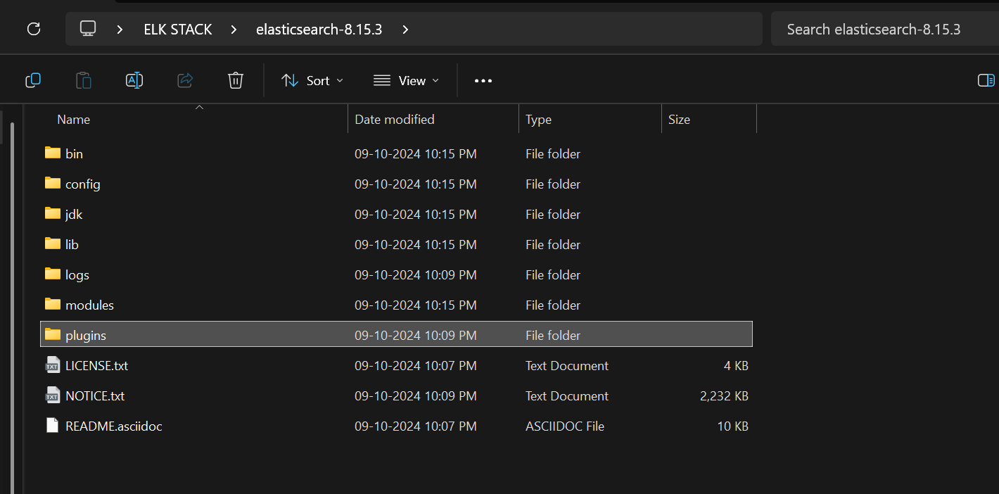 ELK STACK elasticsearch-8.15.3 Search elasticsearch-8.15.3
Sort View
Name Date modified Type Size
bin 09-10-2024 10:15 PM File folder
config 09-10-2024 10:15 PM File folder
jdk 09-10-2024 10:15 PM File folder
lib 09-10-2024 10:15 PM File folder
logs 09-10-2024 10:09 PM File folder
modules 09-10-2024 10:15 PM File folder
plugins 09-10-2024 10:09 PM File folder
LICENSE.txt 09-10-2024 10:07 PM Text Document 4 KB
NOTICE.txt 09-10-2024 10:09 PM Text Document 2,232 KB
README.asciidoc 09-10-2024 10:07 PM ASCIIDOC File 10 KB